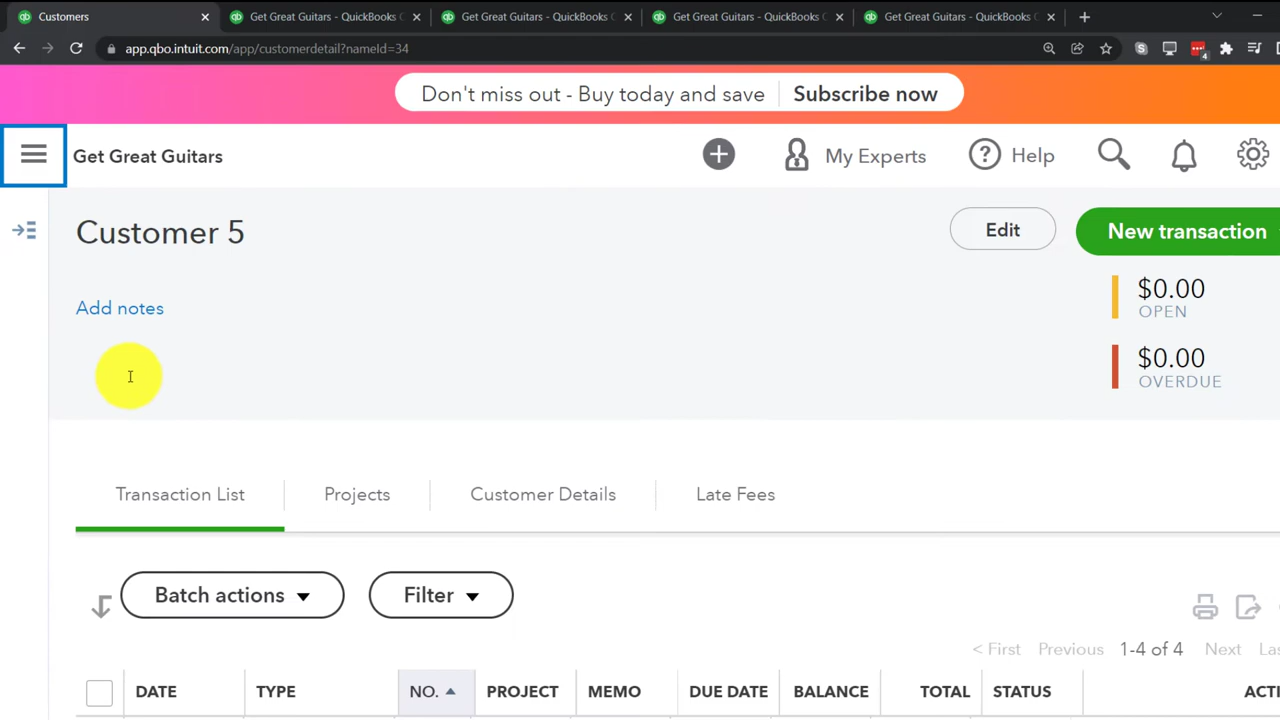 Customers
Get Great Guitars - QuickBooks
Get Great Guitars - QuickBooks
Get Great Guitars - QuickBooks
Get Great Guitars - QuickBooks
app.qbo.intuit.com/app/customerdetail?nameId=34
Don't miss out - Buy today and save Subscribe now
Get Great Guitars My Experts Help
Customer 5 Edit New transaction
Add notes
$0.00
OPEN
$0.00
OVERDUE
Transaction List Projects Customer Details Late Fees
Batch actions Filter
< First Previous 1-4 of 4 Next
DATE TYPE NO. PROJECT MEMO DUE DATE BALANCE TOTAL STATUS